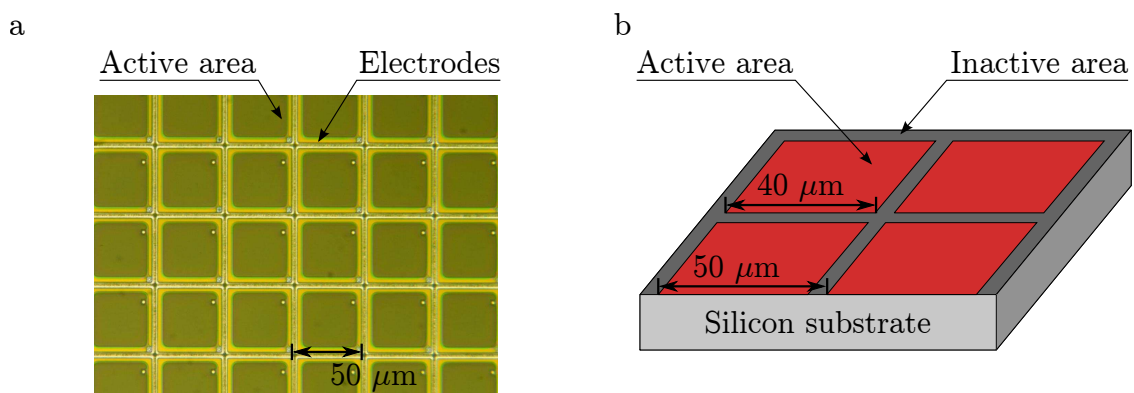 a
Active area
Electrodes
50 μm
b
Active area
Inactive area
40 μm
50 μm
Silicon substrate